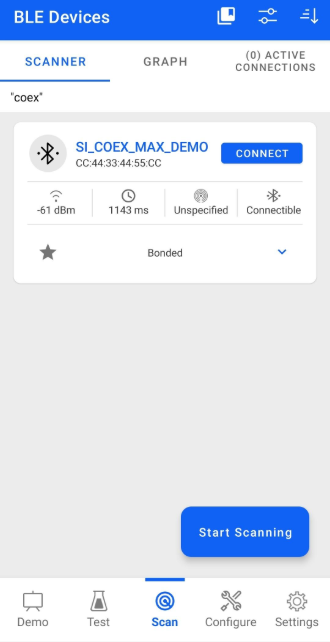 BLE Devices
SCANNER
GRAPH
(0) ACTIVE
CONNECTIONS
"coex"
SI_COEX_MAX_DEMO
CC:44:33:44:55:CC
CONNECT
-61 dBm
1143 ms
Unspecified
Connectible
Bonded
Start Scanning
Demo
Test
Scan
Configure
Settings